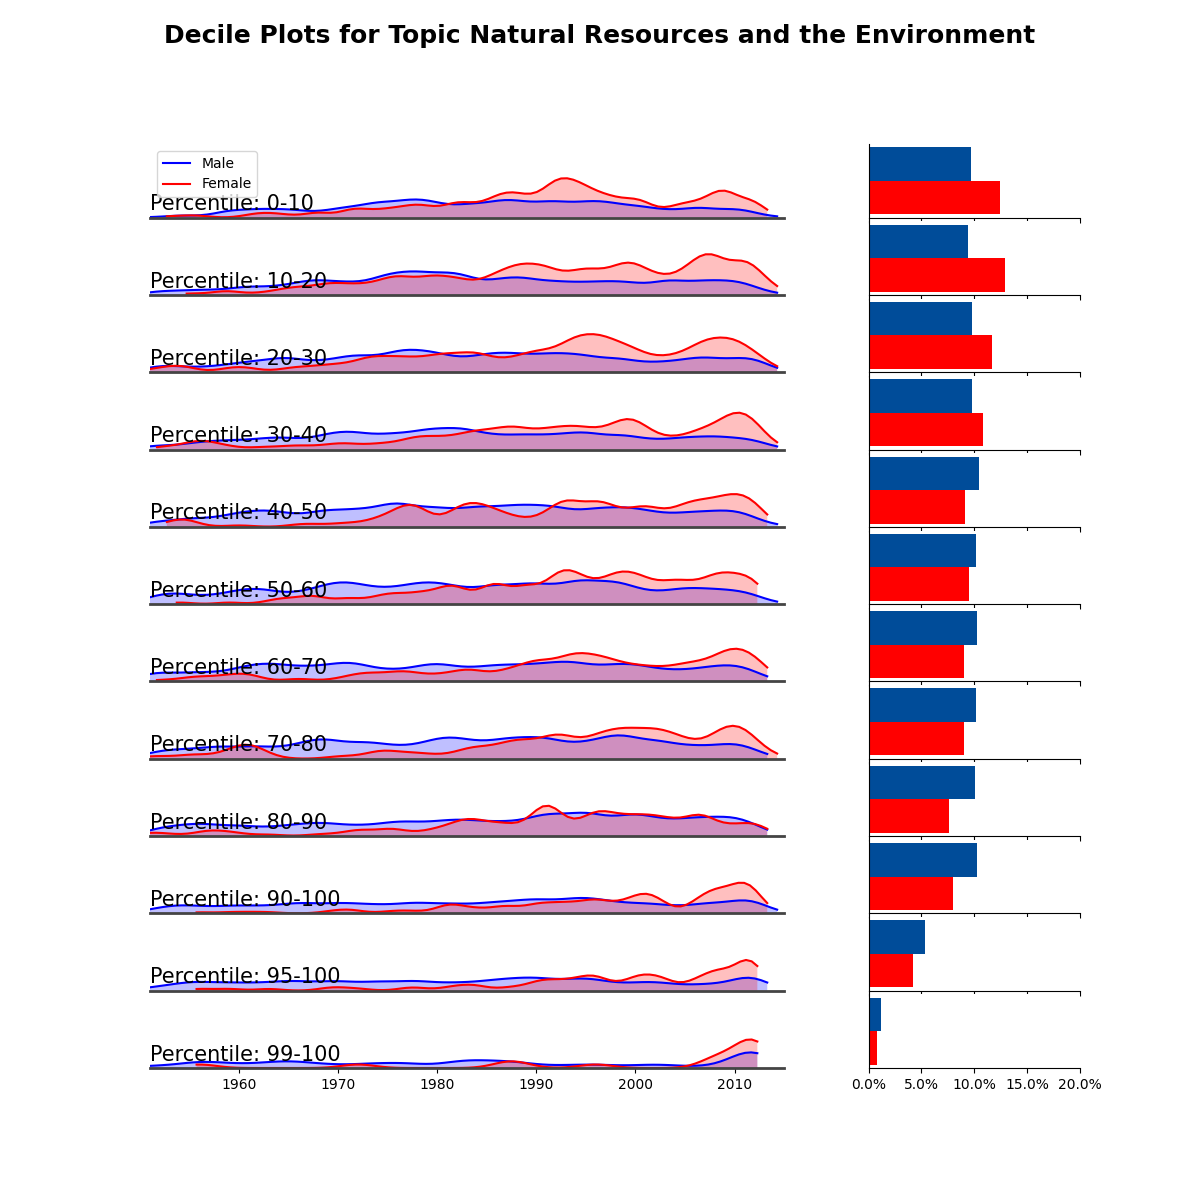 Decile Plots for Topic Natural Resources and the Environment
Male
Female
Percentile: 0-10
Percentile: 10-20
Percentile: 20-30
Percentile: 30-40
Percentile: 40-50
Percentile: 50-60
Percentile: 60-70
Percentile: 70-80
Percentile: 80-90
Percentile: 90-100
Percentile: 95-100
Percentile: 99-100
1960 1970 1980 1990 2000 2010
0.0% 5.0% 10.0% 15.0% 20.0%